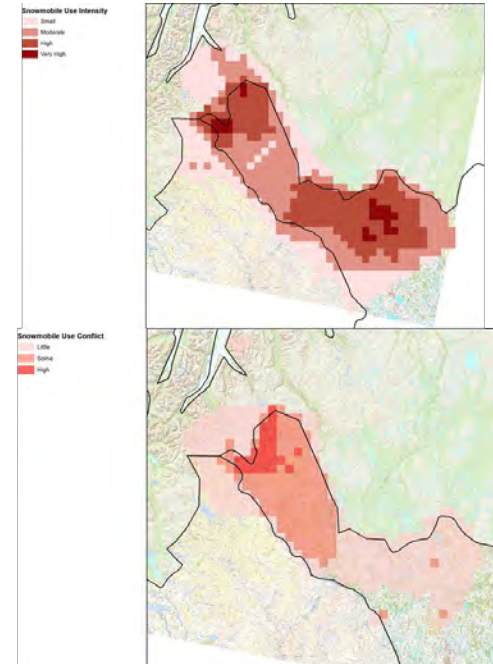 Snowmobile Use Intensity
Small
Moderate
High
Very High
Snowmobile Use Conflict
Little
Some
High